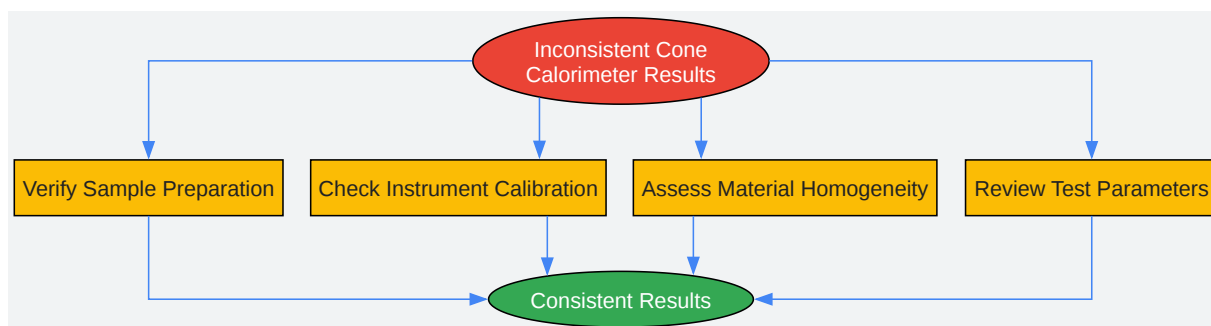 Inconsistent Cone
Calorimeter Results
Verify Sample Preparation
Check Instrument Calibration
Assess Material Homogeneity
Review Test Parameters
Consistent Results